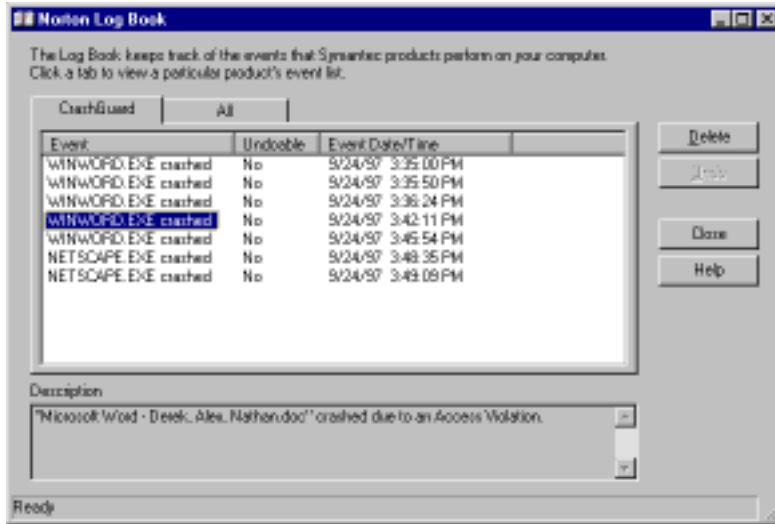 Norton Log Book
The Log Book keeps track of the events that Symantec products perform on your computer.
Click a tab to view a particular product's event list.
CrashGuard All
Event Undoable Event Date/Time
WINWORD.EXE crashed No 9/24/97 3:35:00 PM
WINWORD.EXE crashed No 9/24/97 3:35:50 PM
WINWORD.EXE crashed No 9/24/97 3:36:24 PM
WINWORD.EXE crashed No 9/24/97 3:42:11 PM
WINWORD.EXE crashed No 9/24/97 3:45:54 PM
NETSCAPE.EXE crashed No 9/24/97 3:48:35 PM
NETSCAPE.EXE crashed No 9/24/97 3:49:09 PM
Delete
Undo
Close
Help
Description
"Microsoft Word - Derek, Alex, Nathan.doc" crashed due to an Access Violation.
Ready